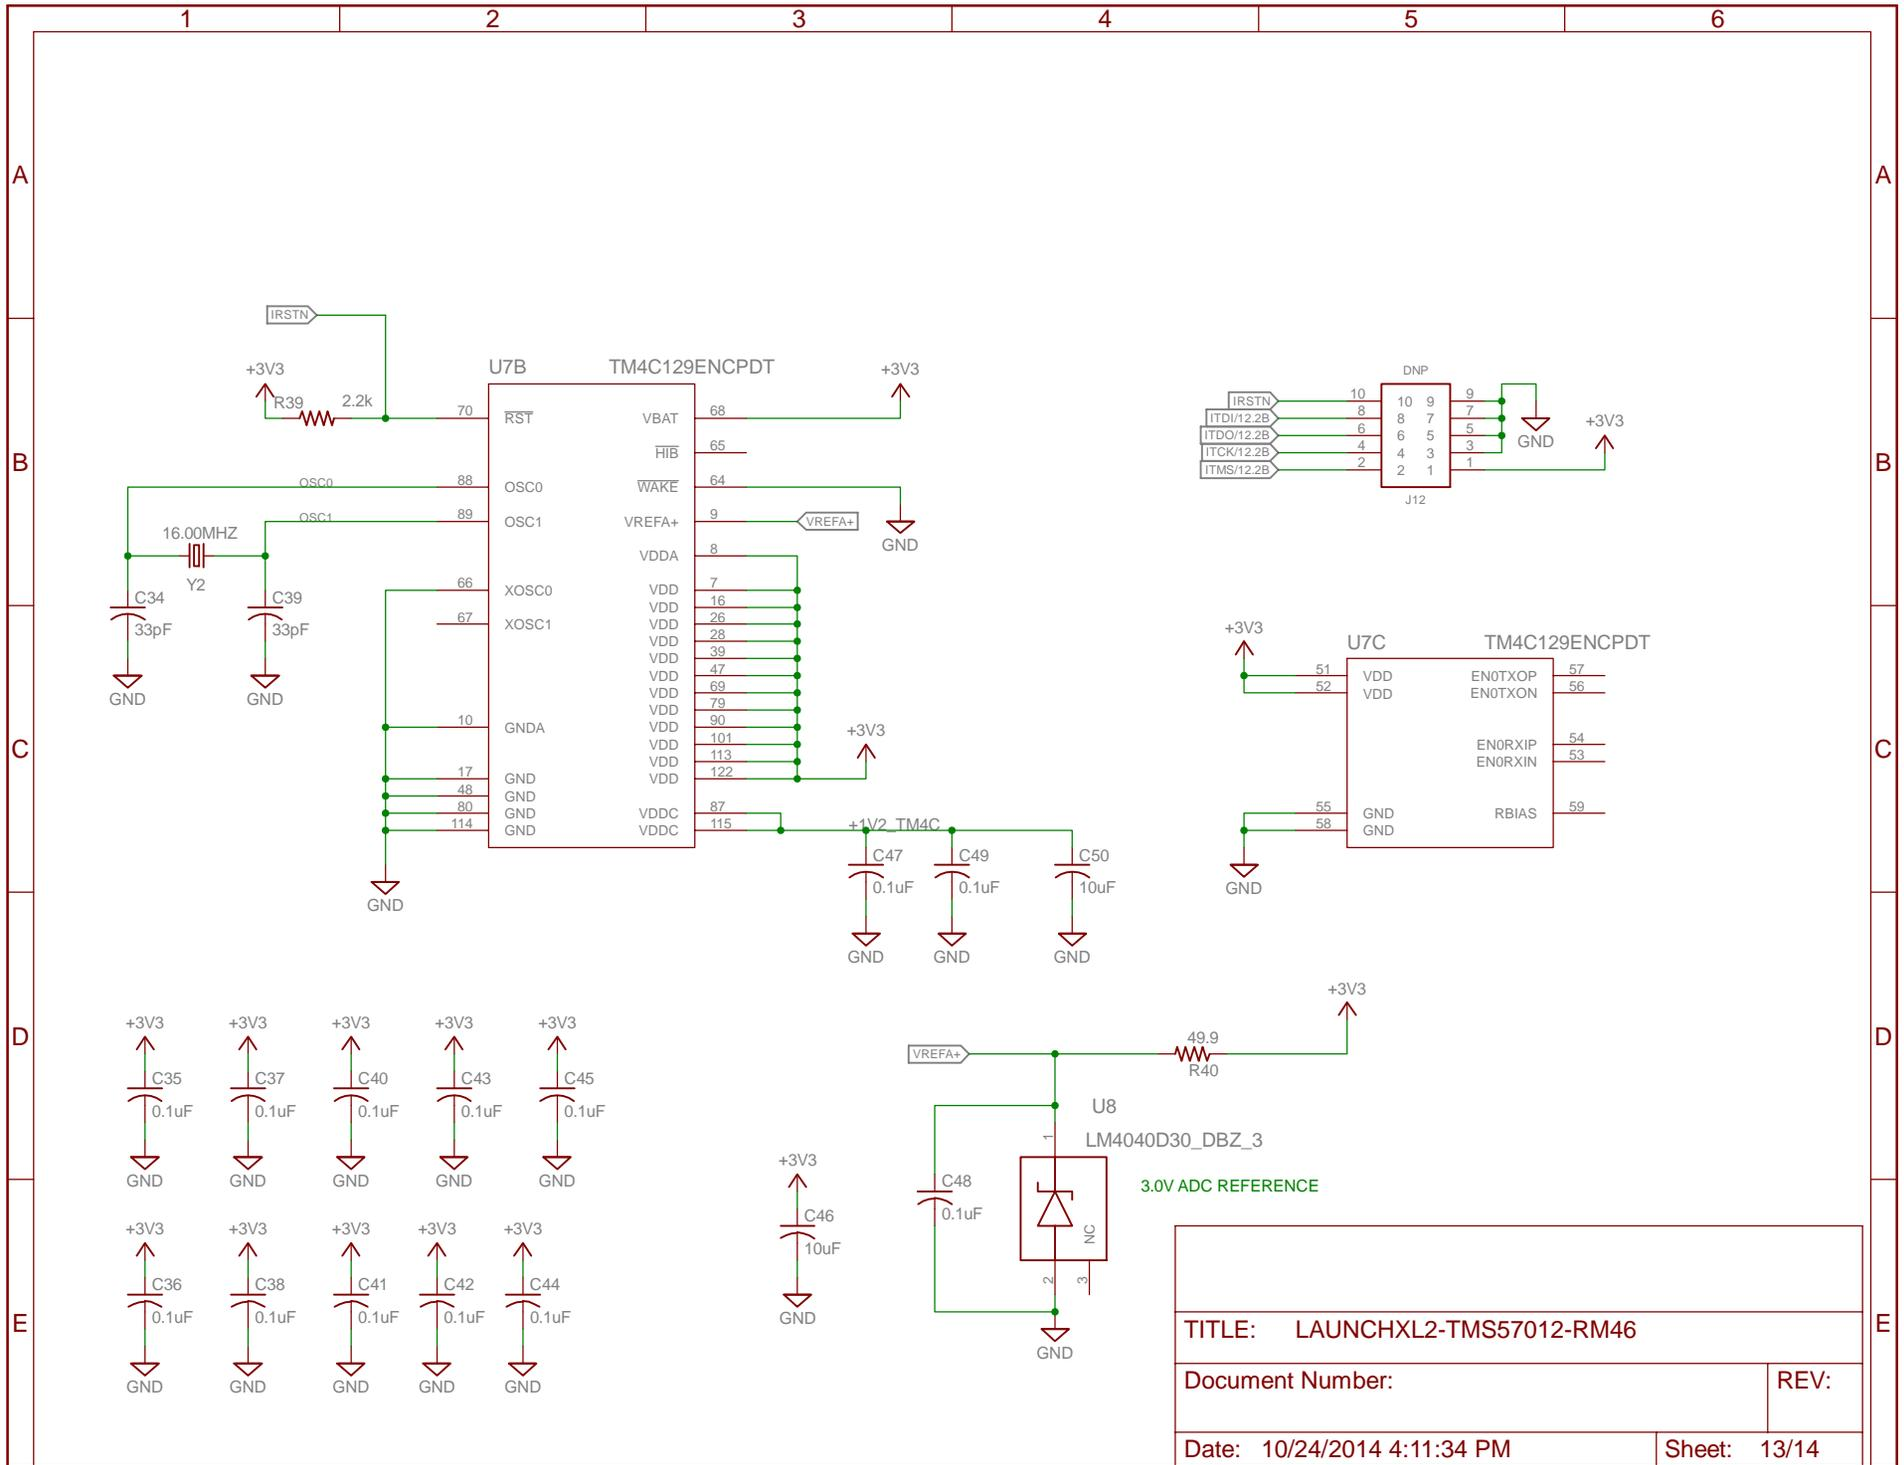 1 2 3 4 5 6
A A
IRSTN
+3V3
R39 2.2k
U7B TM4C129ENCPDT
+3V3
70 RST VBAT 68
HIB 65
88 OSC0 WAKE 64
OSC0
89 OSC1 VREFA+ 9 VREFA+
OSC1
GND
VDDA 8
16.00MHZ
Y2
C34
33pF
GND
C39
33pF
GND
66 XOSC0 VDD 7
VDD 16
67 XOSC1 VDD 26
VDD 28
VDD 39
VDD 47
VDD 69
VDD 79
10 GNDA VDD 90
VDD 101
VDD 113
17 GND VDD 122
+3V3
48 GND
80 GND VDDC 87
114 GND VDDC 115
+1V2_TM4C
GND
C47
0.1uF
GND
C49
0.1uF
GND
C50
10uF
GND
B B
DNP
IRSTN 10 10 9 9
ITDI/12.2B 8 8 7 7
ITDO/12.2B 6 6 5 5
ITCK/12.2B 4 4 3 3
ITMS/12.2B 2 2 1 1
J12
GND
+3V3
C C
+3V3
U7C TM4C129ENCPDT
51 VDD EN0TXOP 57
52 VDD EN0TXON 56
EN0RXIP 54
EN0RXIN 53
55 GND RBIAS 59
58 GND
GND
D D
+3V3 +3V3 +3V3 +3V3 +3V3
C35 C37 C40 C43 C45
0.1uF 0.1uF 0.1uF 0.1uF 0.1uF
GND GND GND GND GND
+3V3 +3V3 +3V3 +3V3 +3V3
C36 C38 C41 C42 C44
0.1uF 0.1uF 0.1uF 0.1uF 0.1uF
GND GND GND GND GND
+3V3
C46
10uF
GND
VREFA+
49.9
R40
+3V3
U8
LM4040D30_DBZ_3
1
C48
0.1uF
NC
2 3
GND
3.0V ADC REFERENCE
E E
TITLE: LAUNCHXL2-TMS57012-RM46
Document Number: REV:
Date: 10/24/2014 4:11:34 PM Sheet: 13/14